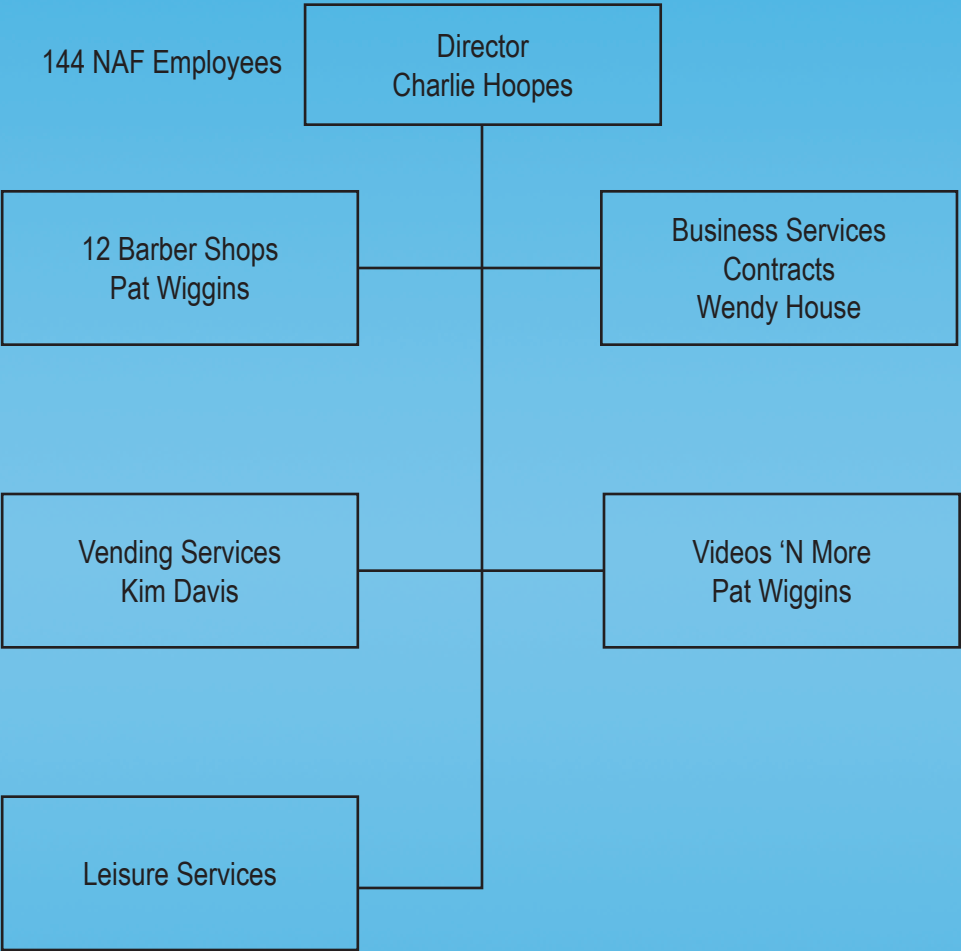 144 NAF Employees
Director
Charlie Hoopes
12 Barber Shops
Pat Wiggins
Business Services
Contracts
Wendy House
Vending Services
Kim Davis
Videos ‘N More
Pat Wiggins
Leisure Services